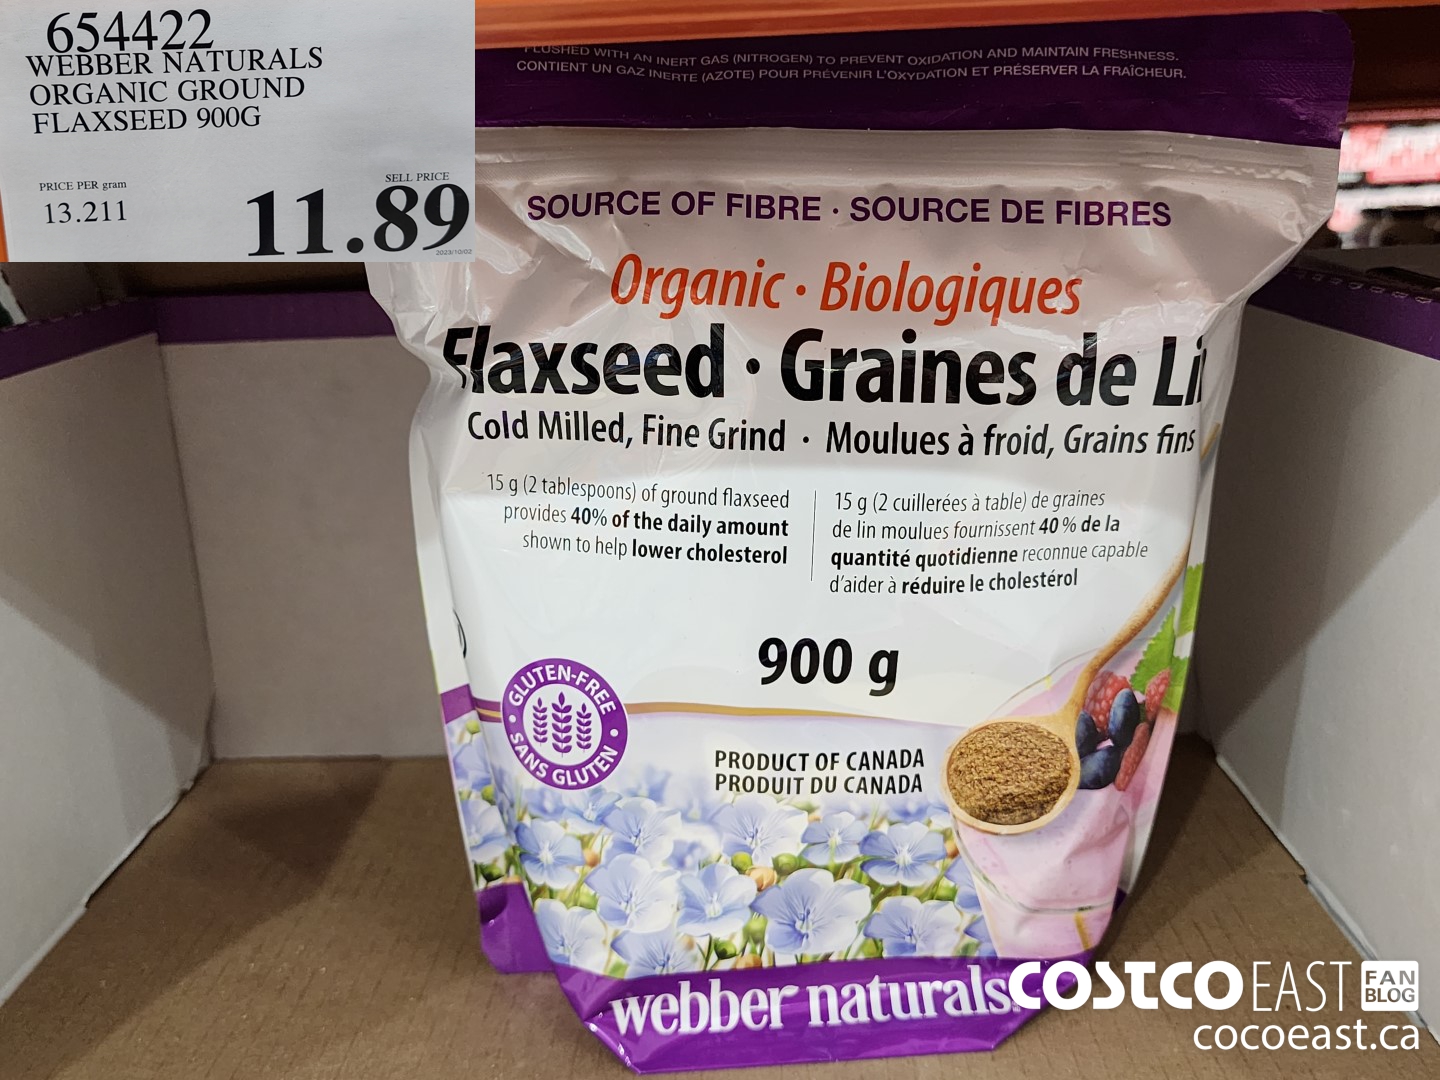 654422
WEBBER NATURALS
ORGANIC GROUND
FLAXSEED 900G
PRICE PER gram
13.211
SELL PRICE
11.89
2023/10/02
FLUSHED WITH AN INERT GAS (NITROGEN) TO PREVENT OXIDATION AND MAINTAIN FRESHNESS.
CONTIENT UN GAZ INERTE (AZOTE) POUR PRÉVENIR L'OXYDATION ET PRÉSERVER LA FRAÎCHEUR.
SOURCE OF FIBRE · SOURCE DE FIBRES
Organic · Biologiques
Flaxseed · Graines de Lin
Cold Milled, Fine Grind · Moulues à froid, Grains fins
15 g (2 tablespoons) of ground flaxseed
provides 40% of the daily amount
shown to help lower cholesterol
15 g (2 cuillerées à table) de graines
de lin moulues fournissent 40 % de la
quantité quotidienne reconnue capable
d'aider à réduire le cholestérol
900 g
GLUTEN-FREE
SANS GLUTEN
PRODUCT OF CANADA
PRODUIT DU CANADA
webber naturals
COSTCO EAST FAN BLOG
cocoeast.ca